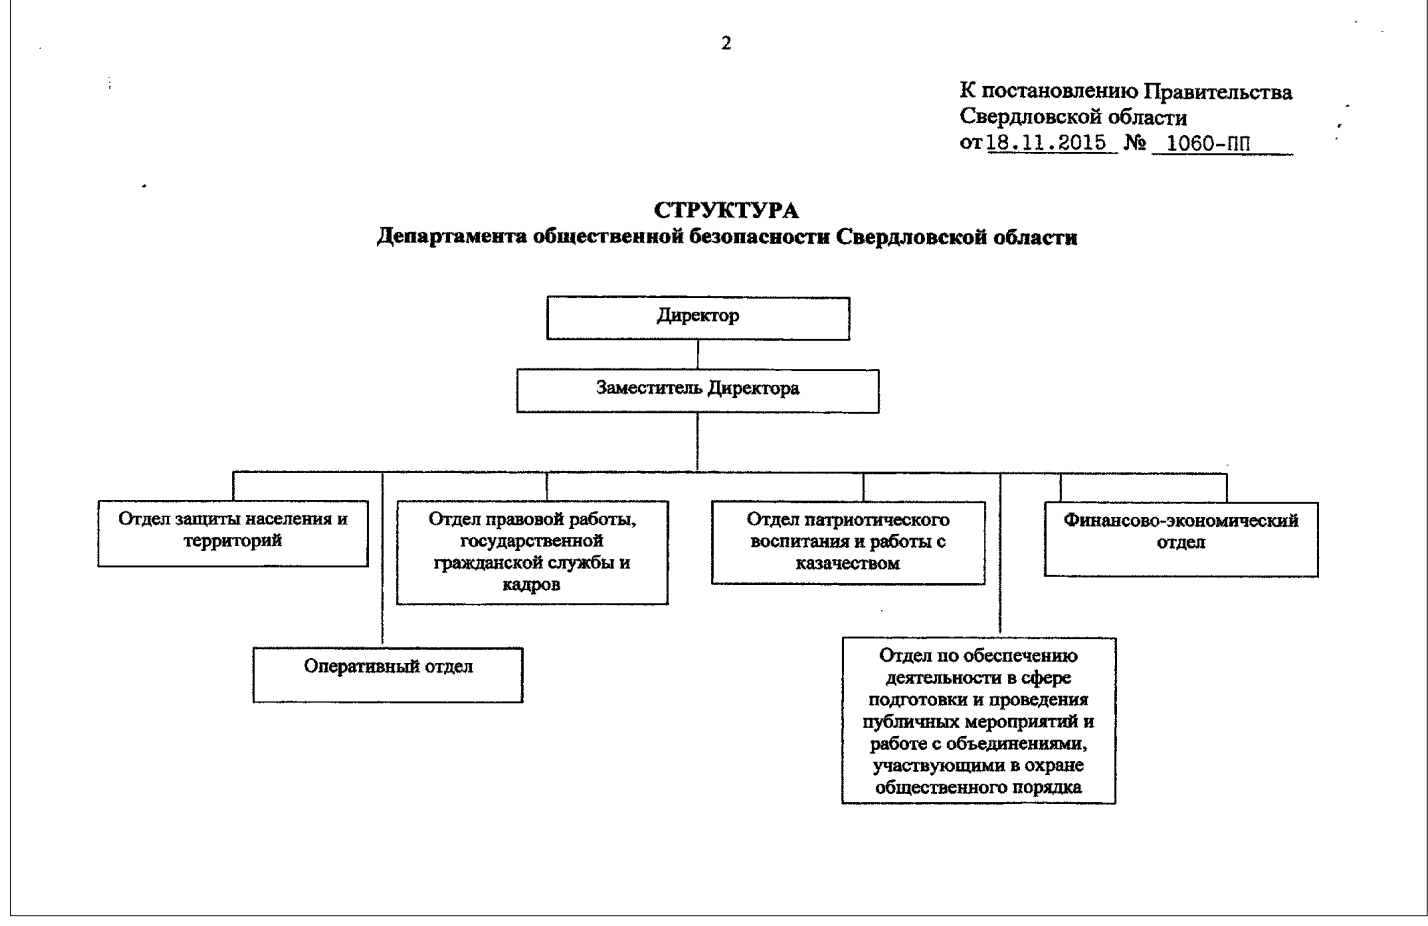 2
К постановлению Правительства
Свердловской области
от 18.11.2015 № 1060-ПП
СТРУКТУРА
Департамента общественной безопасности Свердловской области
Директор
Заместитель Директора
Отдел защиты населения и
территорий
Отдел правовой работы,
государственной
гражданской службы и
кадров
Отдел патриотического
воспитания и работы с
казачеством
Финансово-экономический
отдел
Оперативный отдел
Отдел по обеспечению
деятельности в сфере
подготовки и проведения
публичных мероприятий и
работе с объединениями,
участвующими в охране
общественного порядка